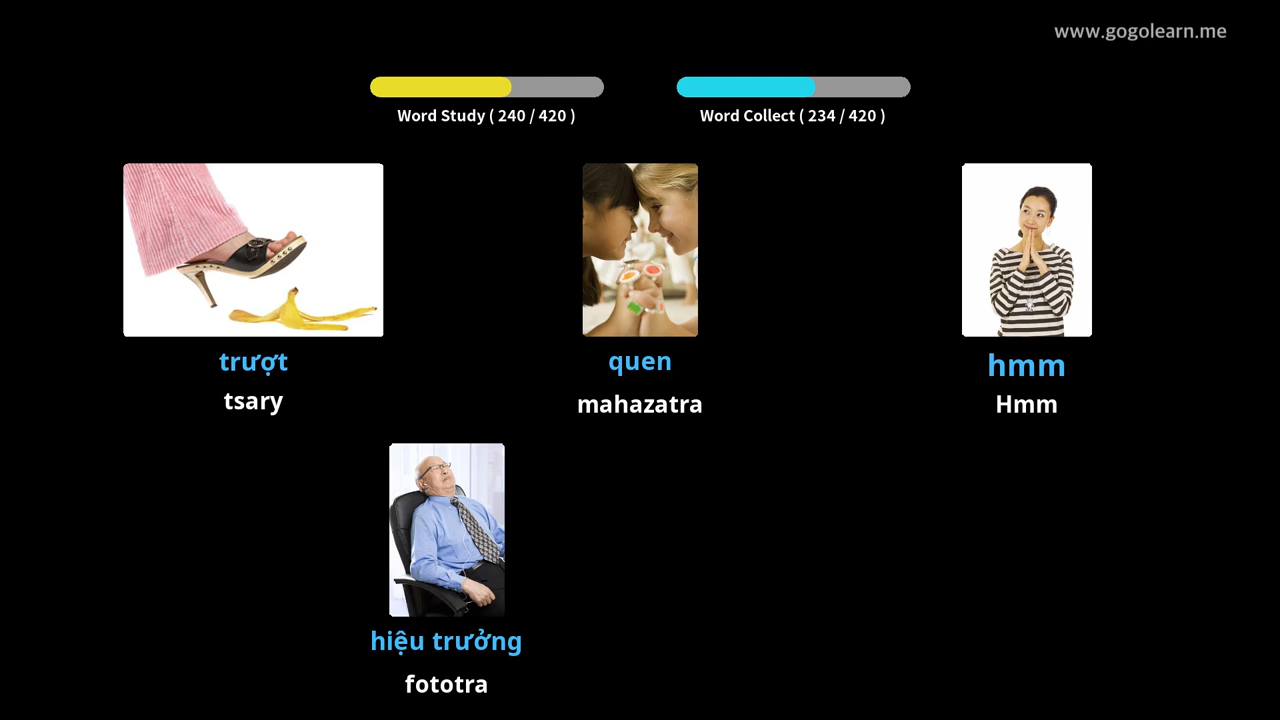 www.gogolearn.me
Word Study ( 240 / 420 )
Word Collect ( 234 / 420 )
trượt
tsary
quen
mahazatra
hmm
Hmm
hiệu trưởng
fototra